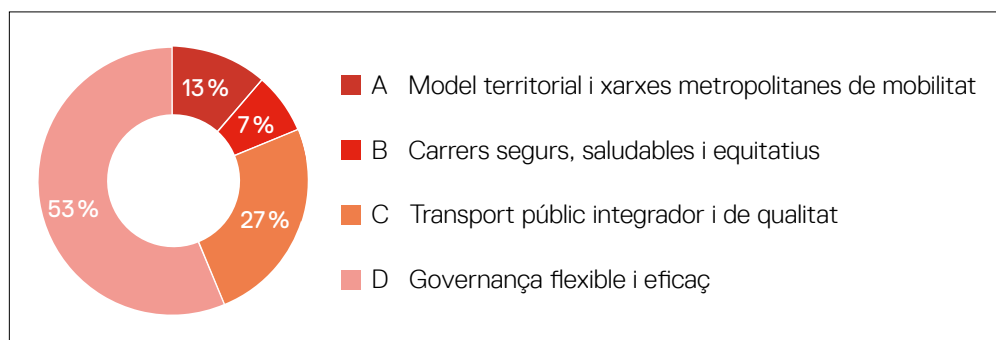 13 %
7 %
53 %
27 %
A Model territorial i xarxes metropolitanes de mobilitat
B Carrers segurs, saludables i equitatius
C Transport públic integrador i de qualitat
D Governança flexible i eficaç